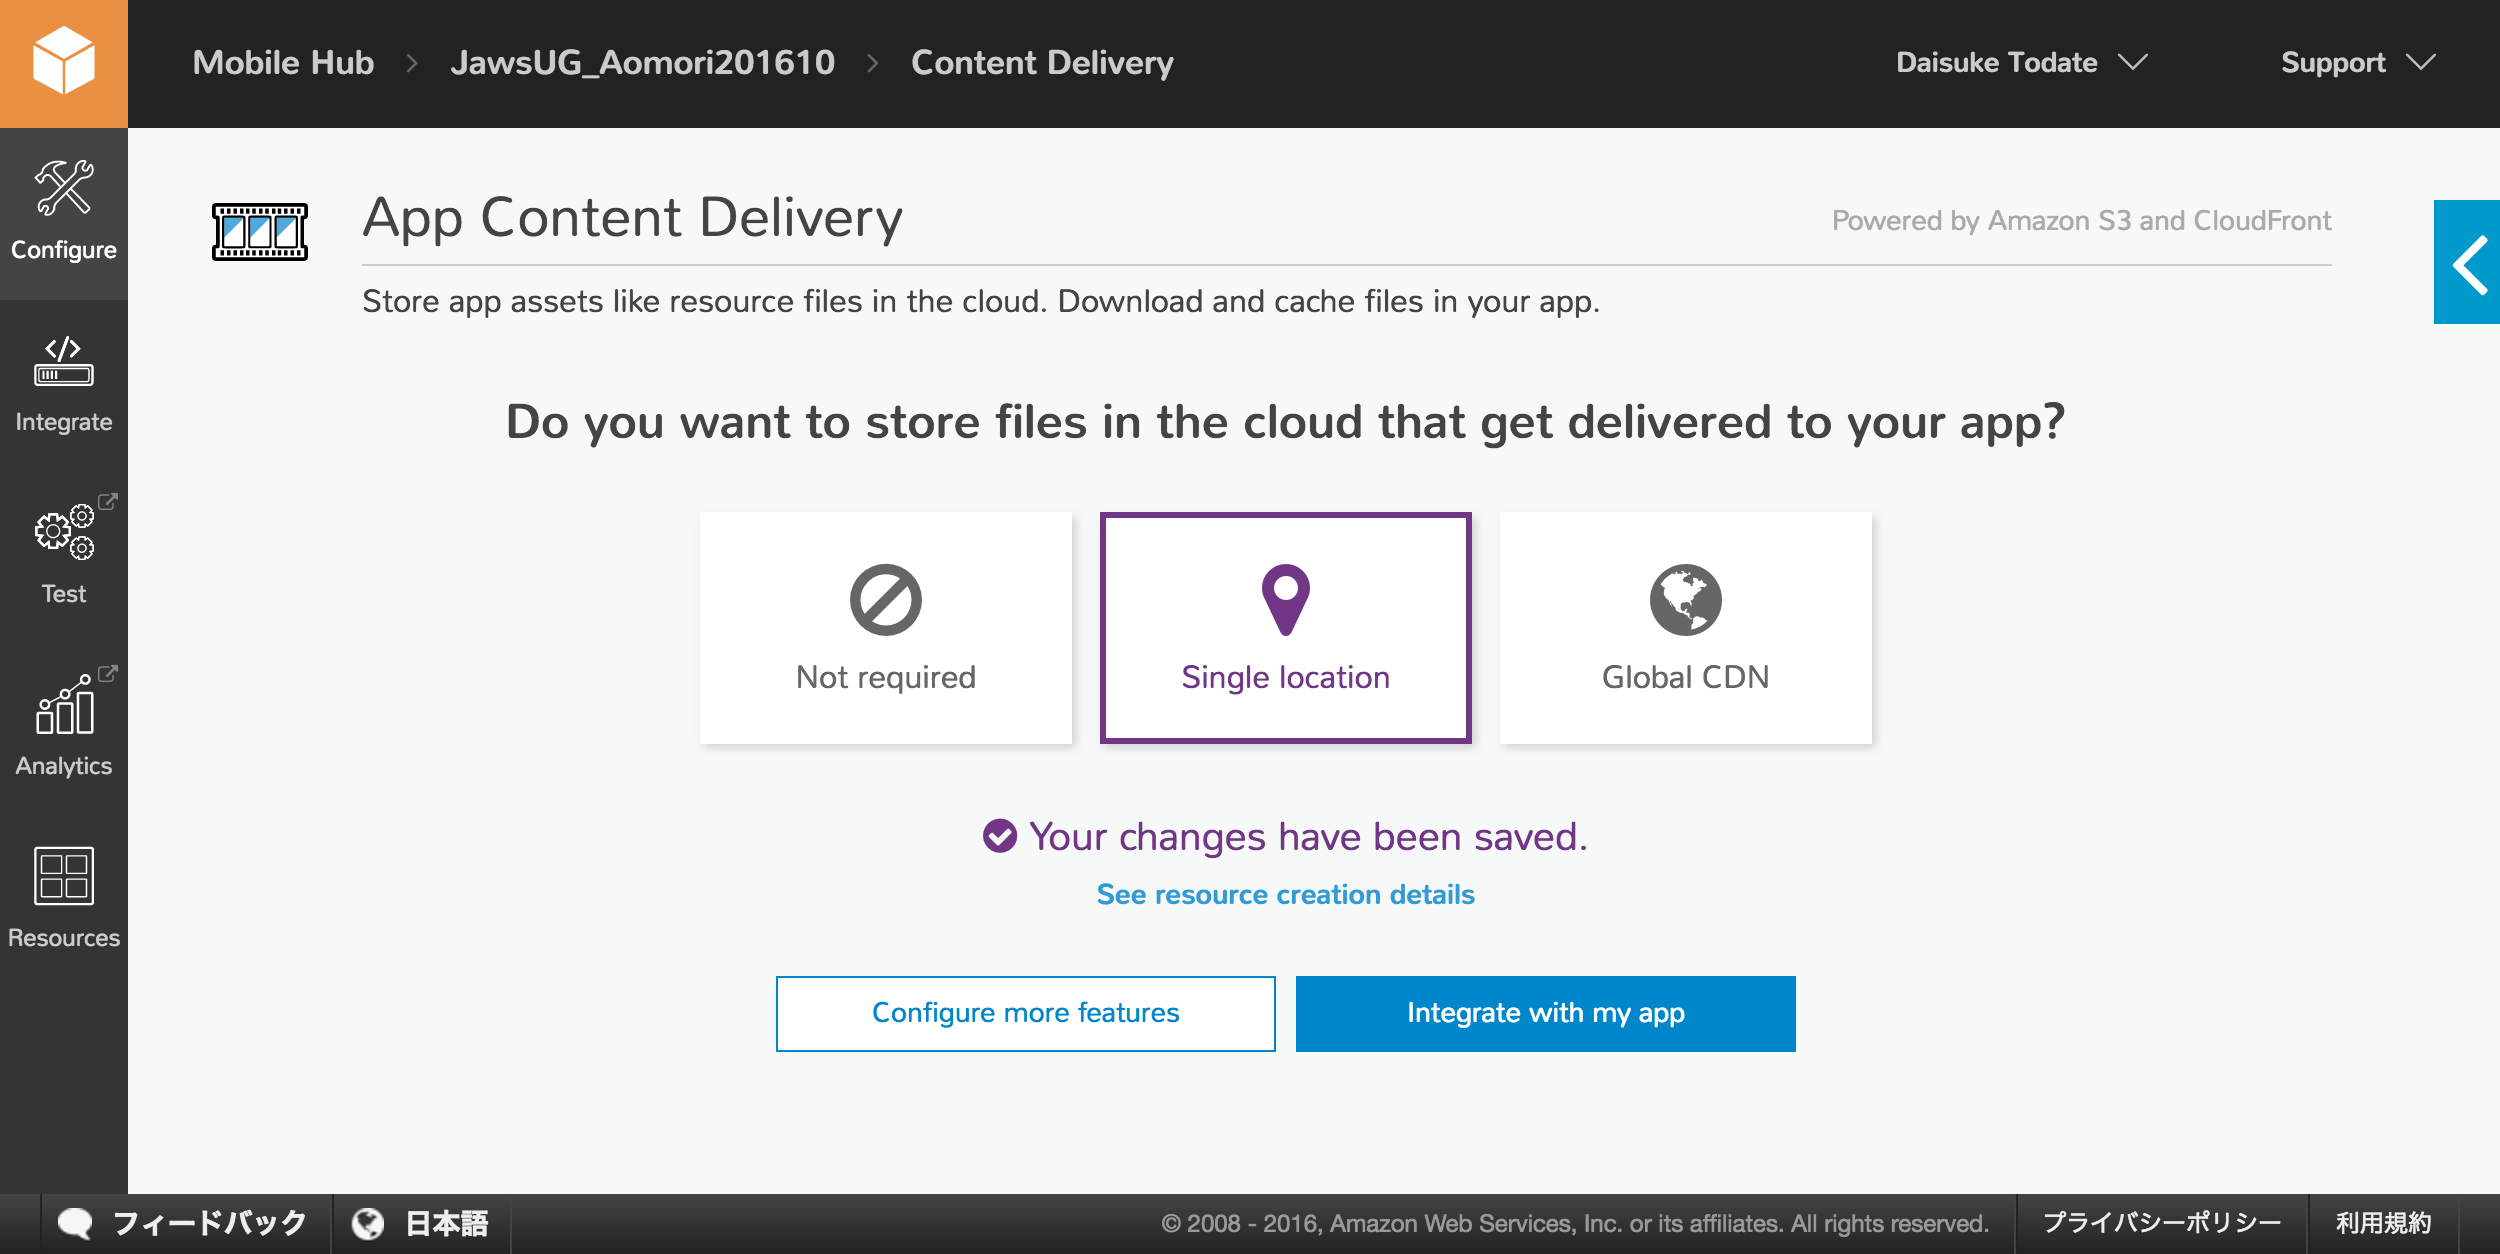 Mobile Hub > JawsUG_Aomori201610 > Content Delivery
Daisuke Todate
Support
Configure
Integrate
Test
Analytics
Resources
App Content Delivery
Powered by Amazon S3 and CloudFront
Store app assets like resource files in the cloud. Download and cache files in your app.
Do you want to store files in the cloud that get delivered to your app?
Not required
Single location
Global CDN
Your changes have been saved.
See resource creation details
Configure more features
Integrate with my app
フィードバック
日本語
© 2008 - 2016, Amazon Web Services, Inc. or its affiliates. All rights reserved.
プライバシーポリシー
利用規約